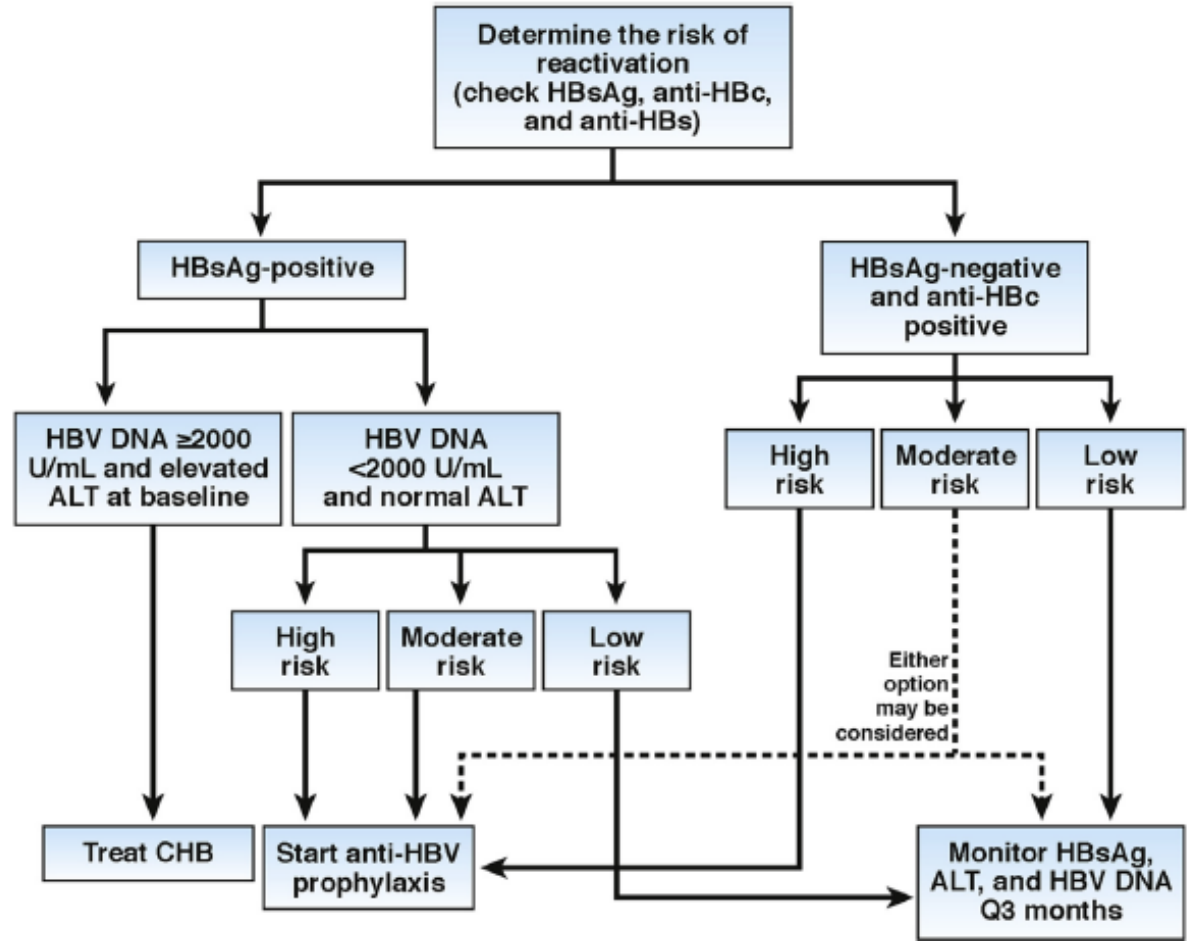 Determine the risk of
reactivation
(check HBsAg, anti-HBc,
and anti-HBs)
HBsAg-positive
HBsAg-negative
and anti-HBc
positive
HBV DNA ≥2000
U/mL and elevated
ALT at baseline
HBV DNA
<2000 U/mL
and normal ALT
High
risk
Moderate
risk
Low
risk
High
risk
Moderate
risk
Low
risk
Either
option
may be
considered
Treat CHB
Start anti-HBV
prophylaxis
Monitor HBsAg,
ALT, and HBV DNA
Q3 months